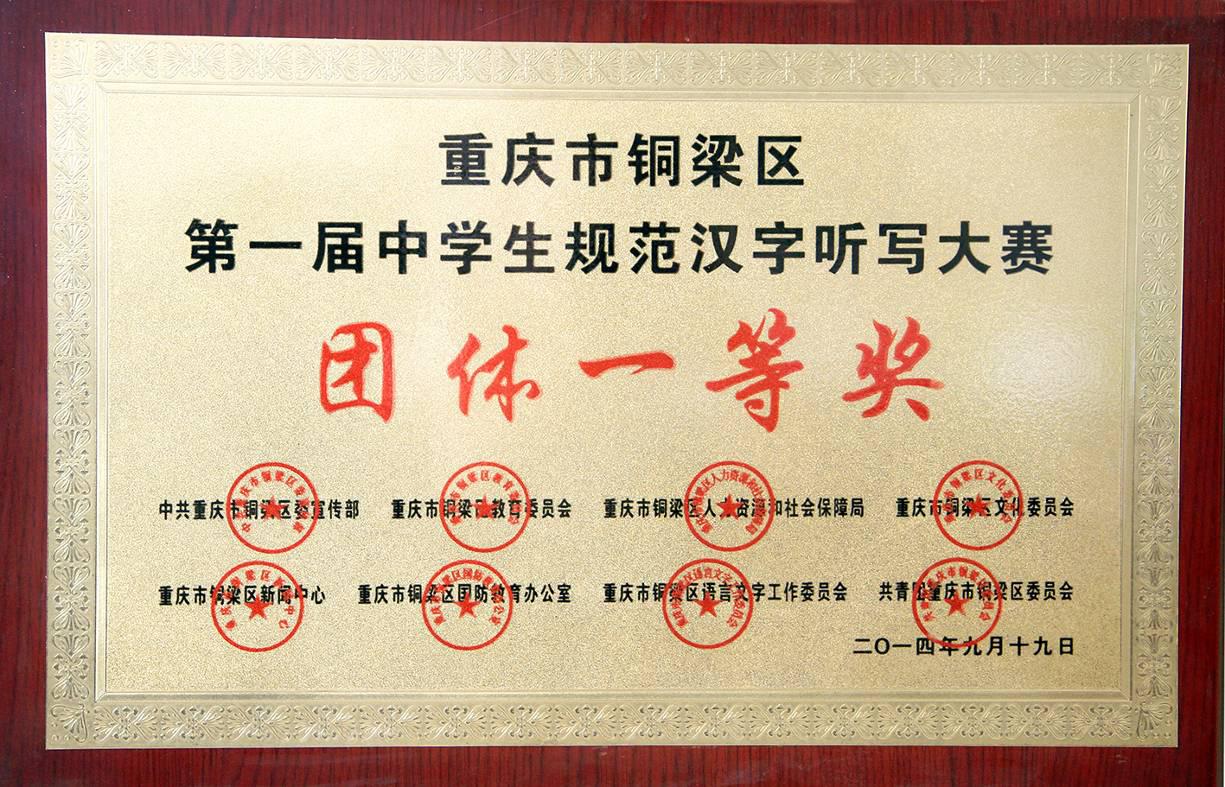 重庆市铜梁区
第一届中学生规范汉字听写大赛
团体一等奖
中共重庆市铜梁区委宣传部 重庆市铜梁区教育委员会 重庆市铜梁区人力资源和社会保障局 重庆市铜梁区文化委员会
重庆市铜梁区新闻中心 重庆市铜梁区国防教育办公室 重庆市铜梁区语言文字工作委员会 共青团重庆市铜梁区委员会
二〇一四年九月十九日